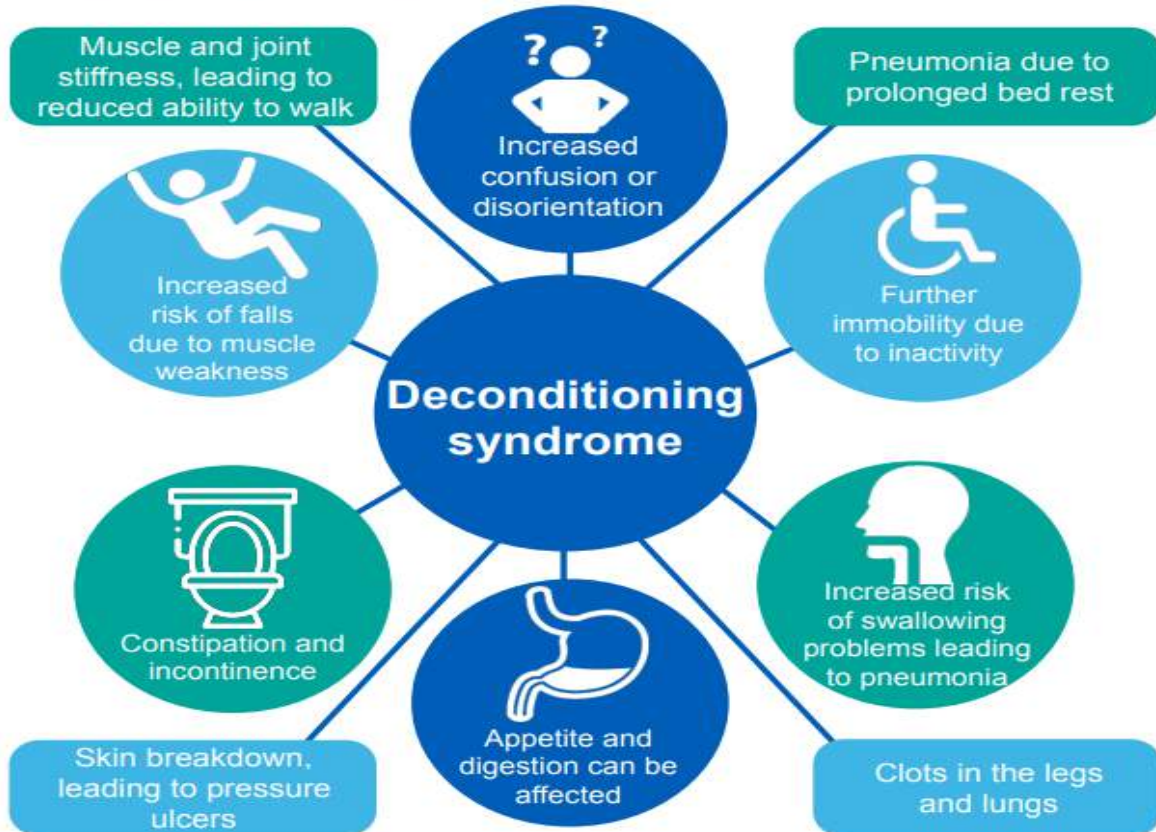 Muscle and joint
stiffness, leading to
reduced ability to walk
? ?
Increased
confusion or
disorientation
Pneumonia due to
prolonged bed rest
Increased
risk of falls
due to muscle
weakness
Further
immobility due
to inactivity
Deconditioning
syndrome
Constipation and
incontinence
Increased risk
of swallowing
problems leading
to pneumonia
Skin breakdown,
leading to pressure
ulcers
Appetite and
digestion can be
affected
Clots in the legs
and lungs